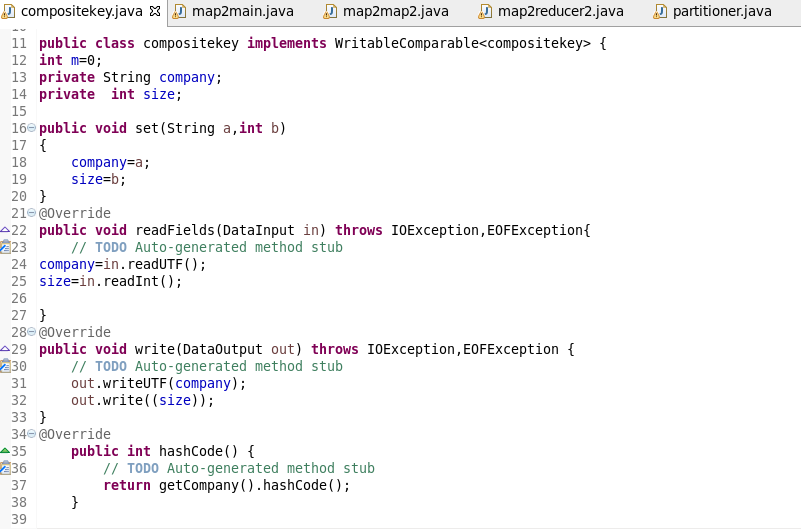 compositekey.java map2main.java map2map2.java map2reducer2.java partitioner.java
11 public class compositekey implements WritableComparable<compositekey> {
12 int m=0;
13 private String company;
14 private  int size;
15
16 public void set(String a,int b)
17 {
18     company=a;
19     size=b;
20 }
21 @Override
22 public void readFields(DataInput in) throws IOException,EOFException{
23     // TODO Auto-generated method stub
24 company=in.readUTF();
25 size=in.readInt();
26
27 }
28 @Override
29 public void write(DataOutput out) throws IOException,EOFException {
30     // TODO Auto-generated method stub
31     out.writeUTF(company);
32     out.write((size));
33 }
34 @Override
35     public int hashCode() {
36         // TODO Auto-generated method stub
37         return getCompany().hashCode();
38     }
39